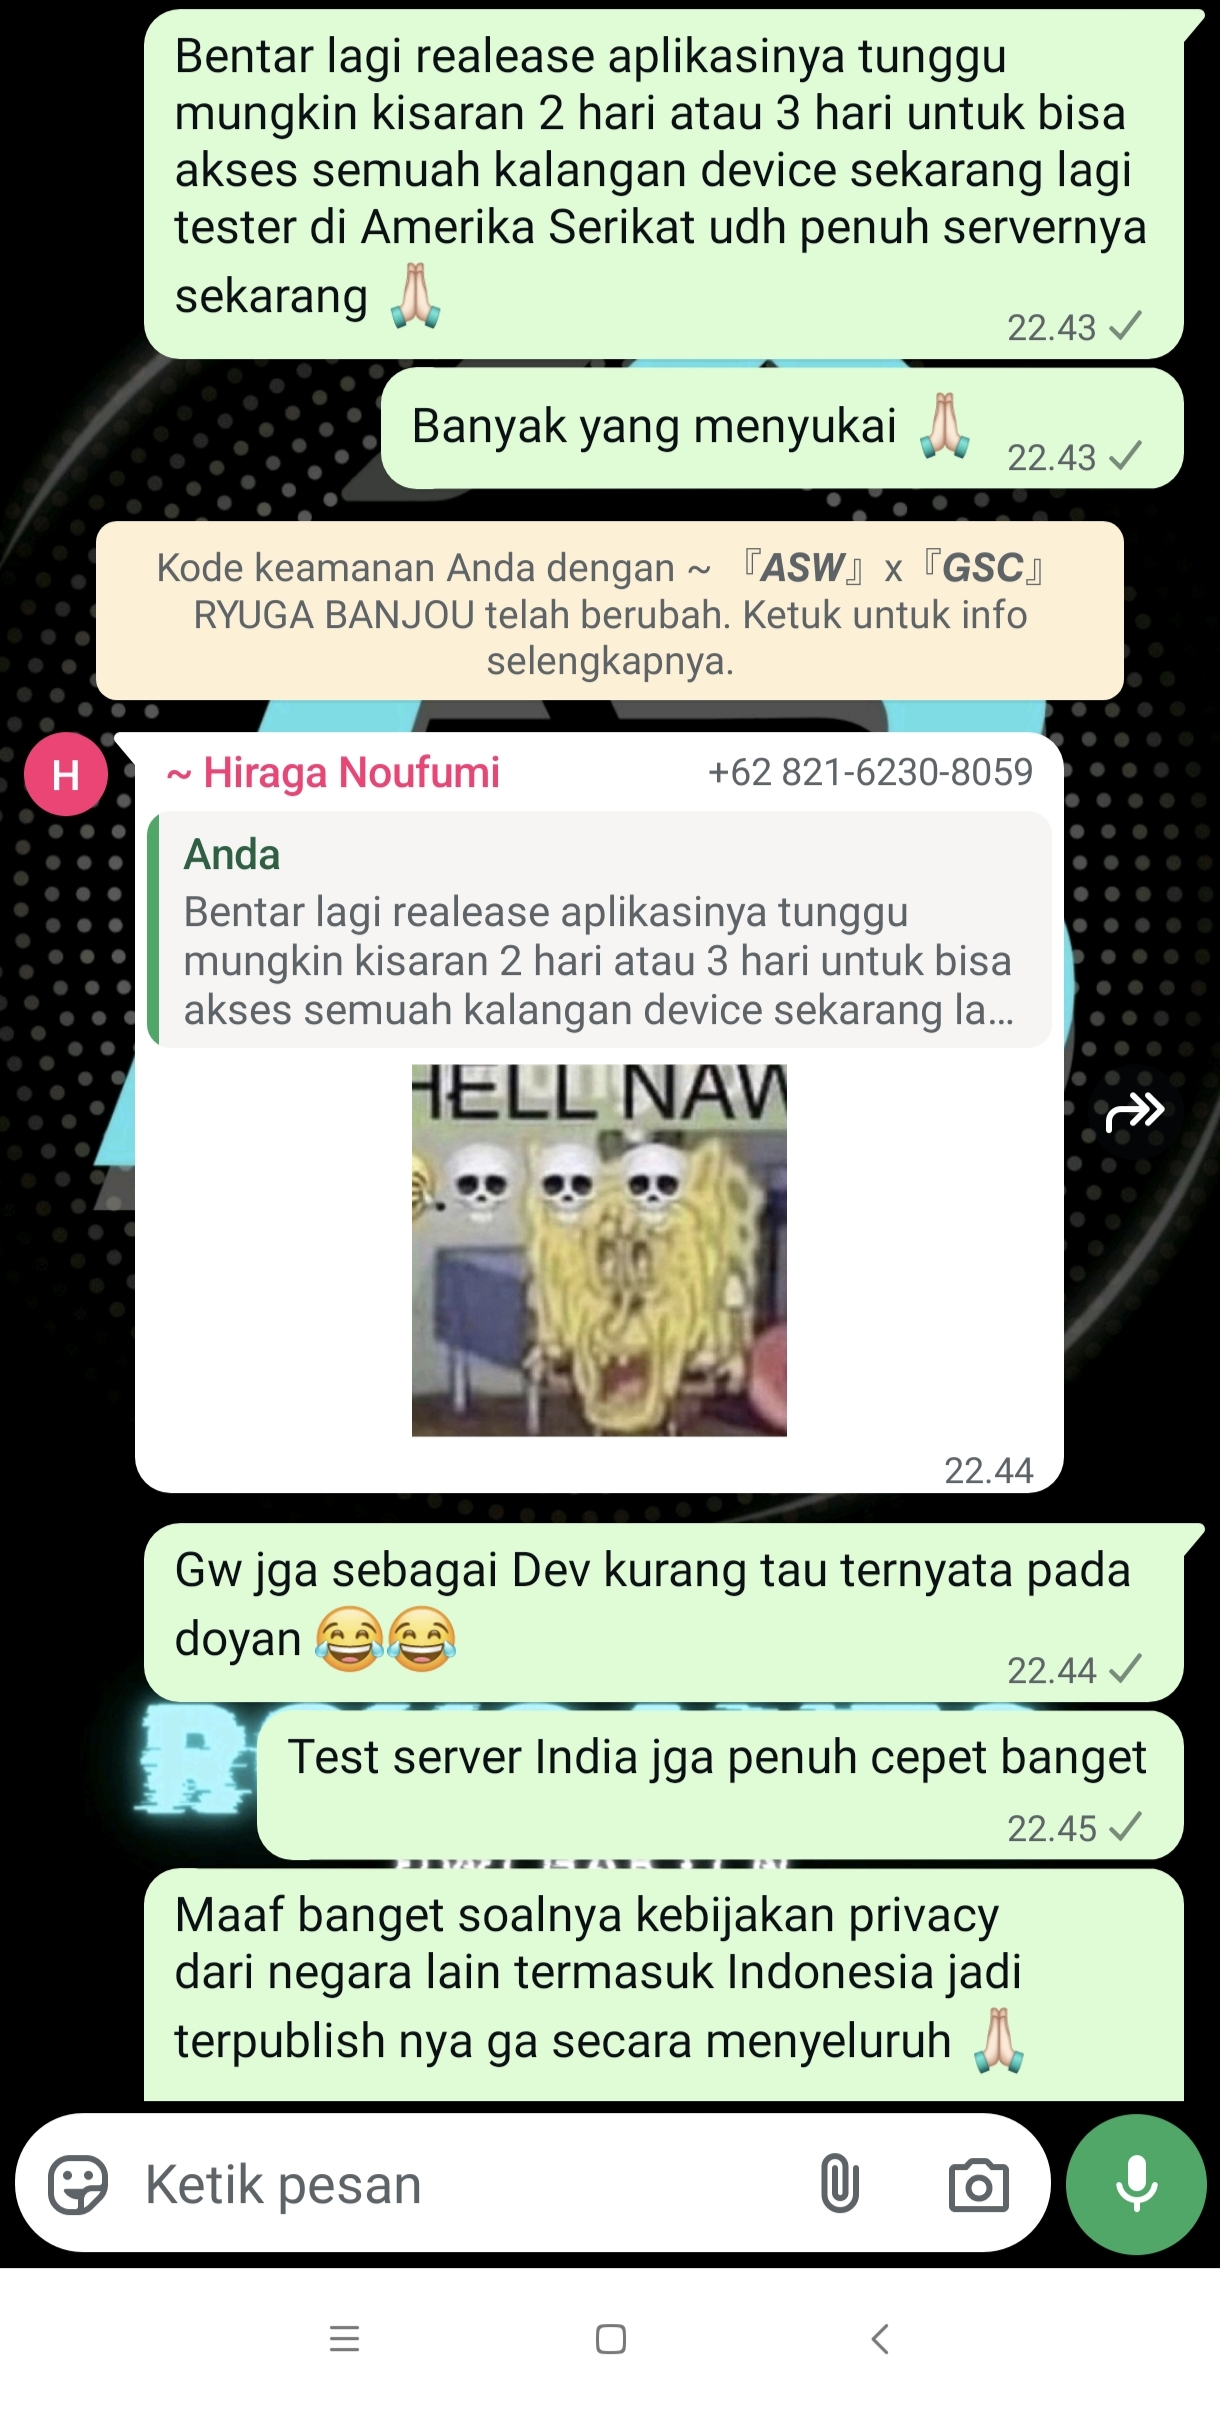 Bentar lagi realease aplikasinya tunggu
mungkin kisaran 2 hari atau 3 hari untuk bisa
akses semuah kalangan device sekarang lagi
tester di Amerika Serikat udh penuh servernya
sekarang 🙏🏻
22.43
Banyak yang menyukai 🙏🏻
22.43
Kode keamanan Anda dengan ~ 『ASW』 x『GSC』
RYUGA BANJOU telah berubah. Ketuk untuk info
selengkapnya.
H
~ Hiraga Noufumi +62 821-6230-8059
Anda
Bentar lagi realease aplikasinya tunggu
mungkin kisaran 2 hari atau 3 hari untuk bisa
akses semuah kalangan device sekarang la...
HELL NAW
22.44
Gw jga sebagai Dev kurang tau ternyata pada
doyan 😂😂
22.44
Test server India jga penuh cepet banget
22.45
Maaf banget soalnya kebijakan privacy
dari negara lain termasuk Indonesia jadi
terpublish nya ga secara menyeluruh 🙏🏻
Ketik pesan